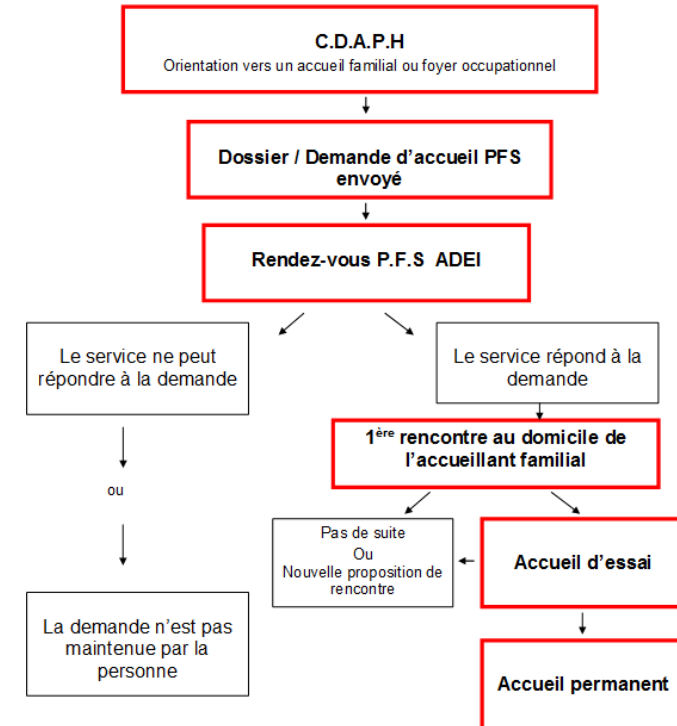 C.D.A.P.H
Orientation vers un accueil familial ou foyer occupationnel
Dossier / Demande d'accueil PFS
envoyé
Rendez-vous P.F.S ADEI
Le service ne peut
répondre à la demande
Le service répond à la
demande
1ère rencontre au domicile de
l'accueillant familial
ou
Pas de suite
Ou
Nouvelle proposition de
rencontre
Accueil d'essai
La demande n'est pas
maintenue par la
personne
Accueil permanent